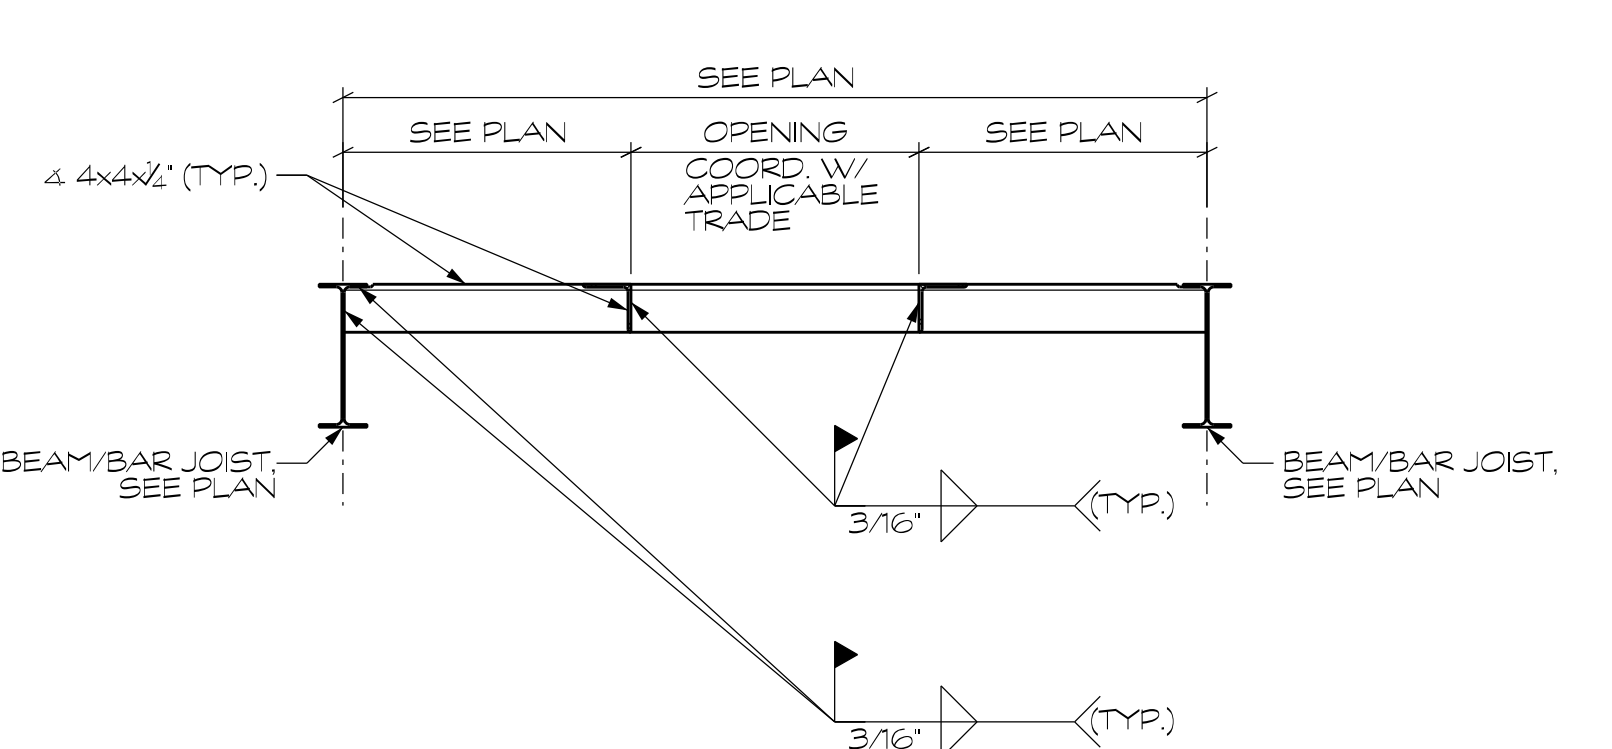 SEE PLAN
SEE PLAN
OPENING
SEE PLAN
COORD. W/
APPLICABLE
TRADE
∡ 4x4x¼" (TYP.)
BEAM/BAR JOIST,
SEE PLAN
BEAM/BAR JOIST,
SEE PLAN
3/16"
(TYP.)
3/16"
(TYP.)